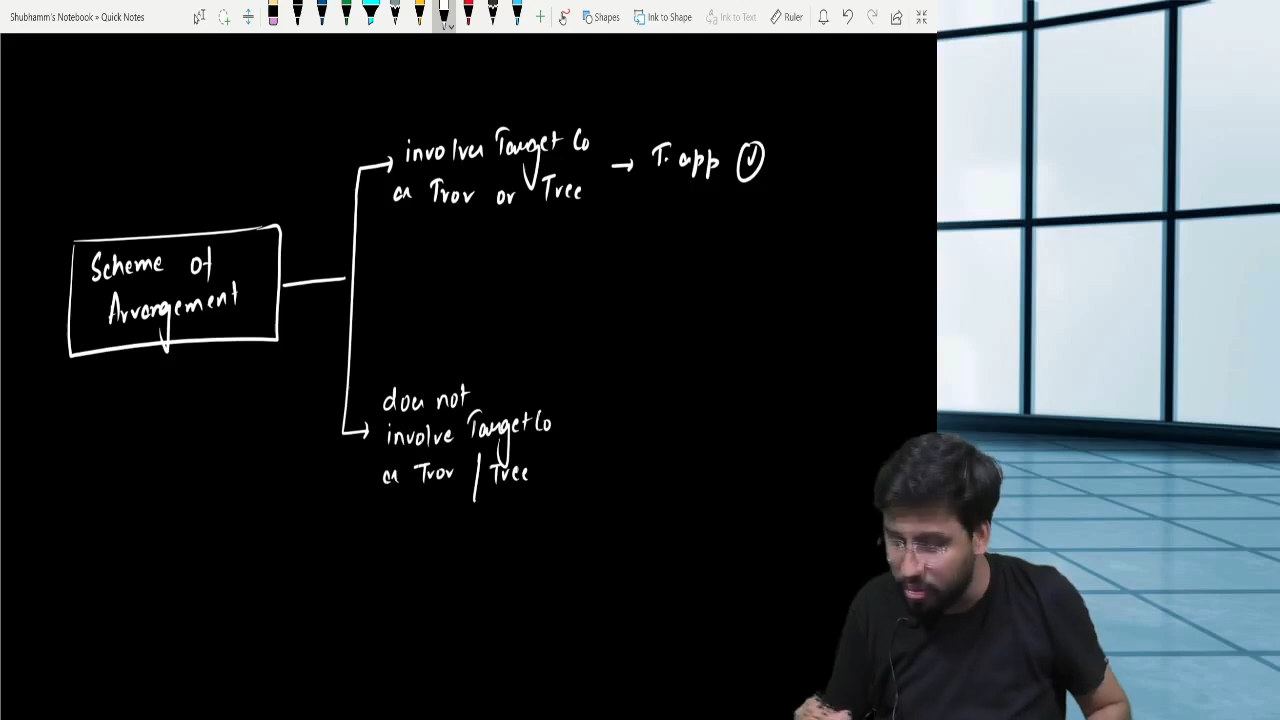 Shubhamm's Notebook » Quick Notes
Shapes
Ink to Shape
Ink to Text
Ruler
involves Target Co
as Tror or Tree → T. app ✓
Scheme of
Arrangement
does not
involve Target Co
as Tror / Tree